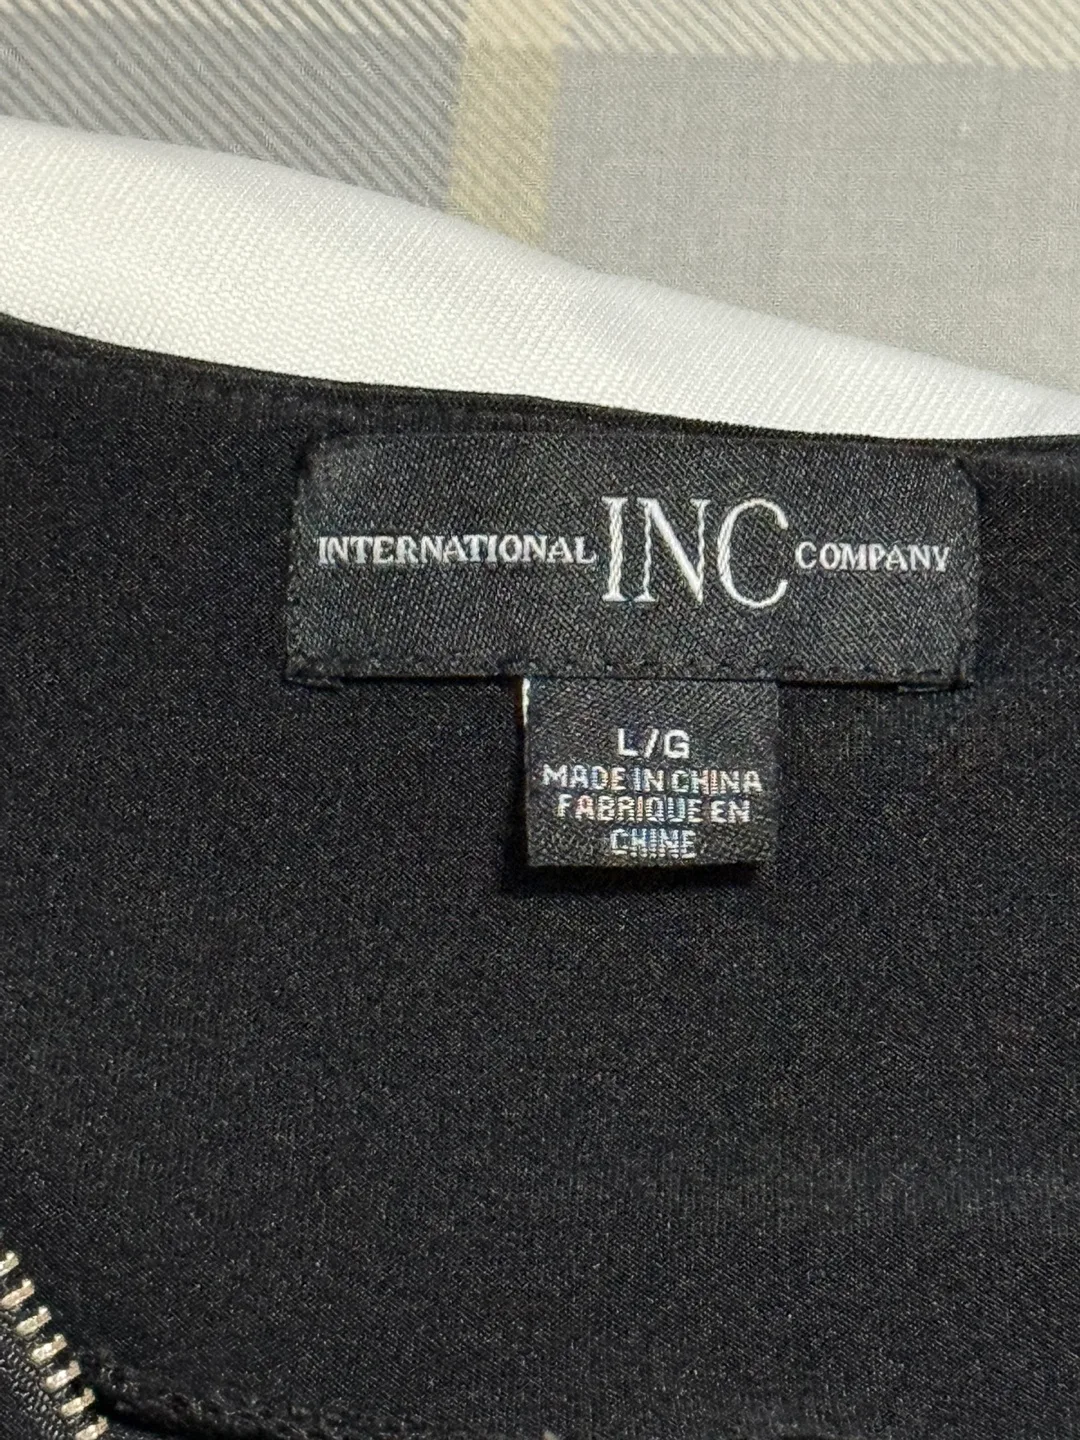 INTERNATIONAL INC COMPANY
L/G
MADE IN CHINA
FABRIQUE EN
CHINE